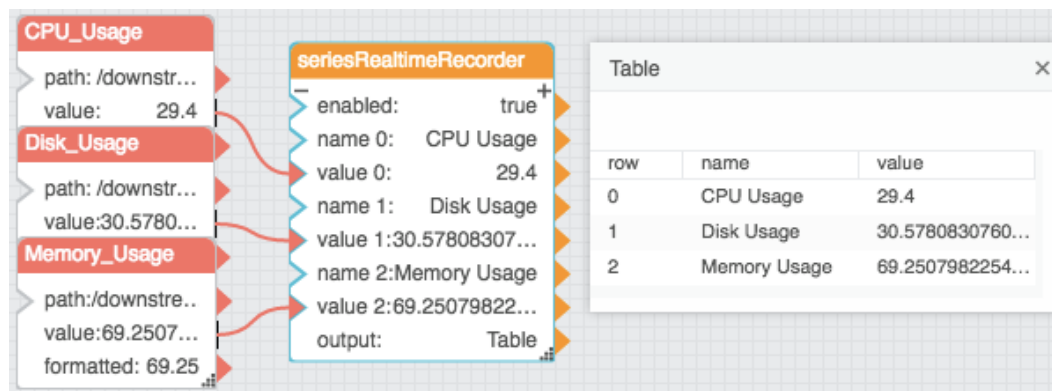 CPU_Usage
path: /downstr...
value: 29.4
Disk_Usage
path: /downstr...
value:30.5780...
Memory_Usage
path:/downstre..
value:69.2507...
formatted: 69.25
seriesRealtimeRecorder
− +
enabled: true
name 0: CPU Usage
value 0: 29.4
name 1: Disk Usage
value 1:30.57808307...
name 2:Memory Usage
value 2:69.25079822...
output: Table
Table ×
row name value
0 CPU Usage 29.4
1 Disk Usage 30.5780830760...
2 Memory Usage 69.2507982254...